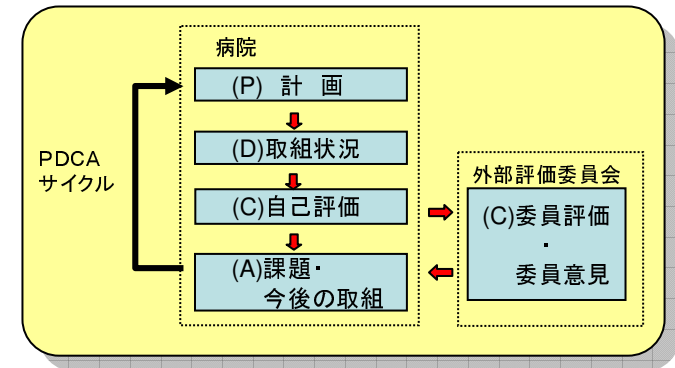 病院
(P) 計 画
(D)取組状況
(C)自己評価
(A)課題・
今後の取組
PDCA
サイクル
外部評価委員会
(C)委員評価
・
委員意見